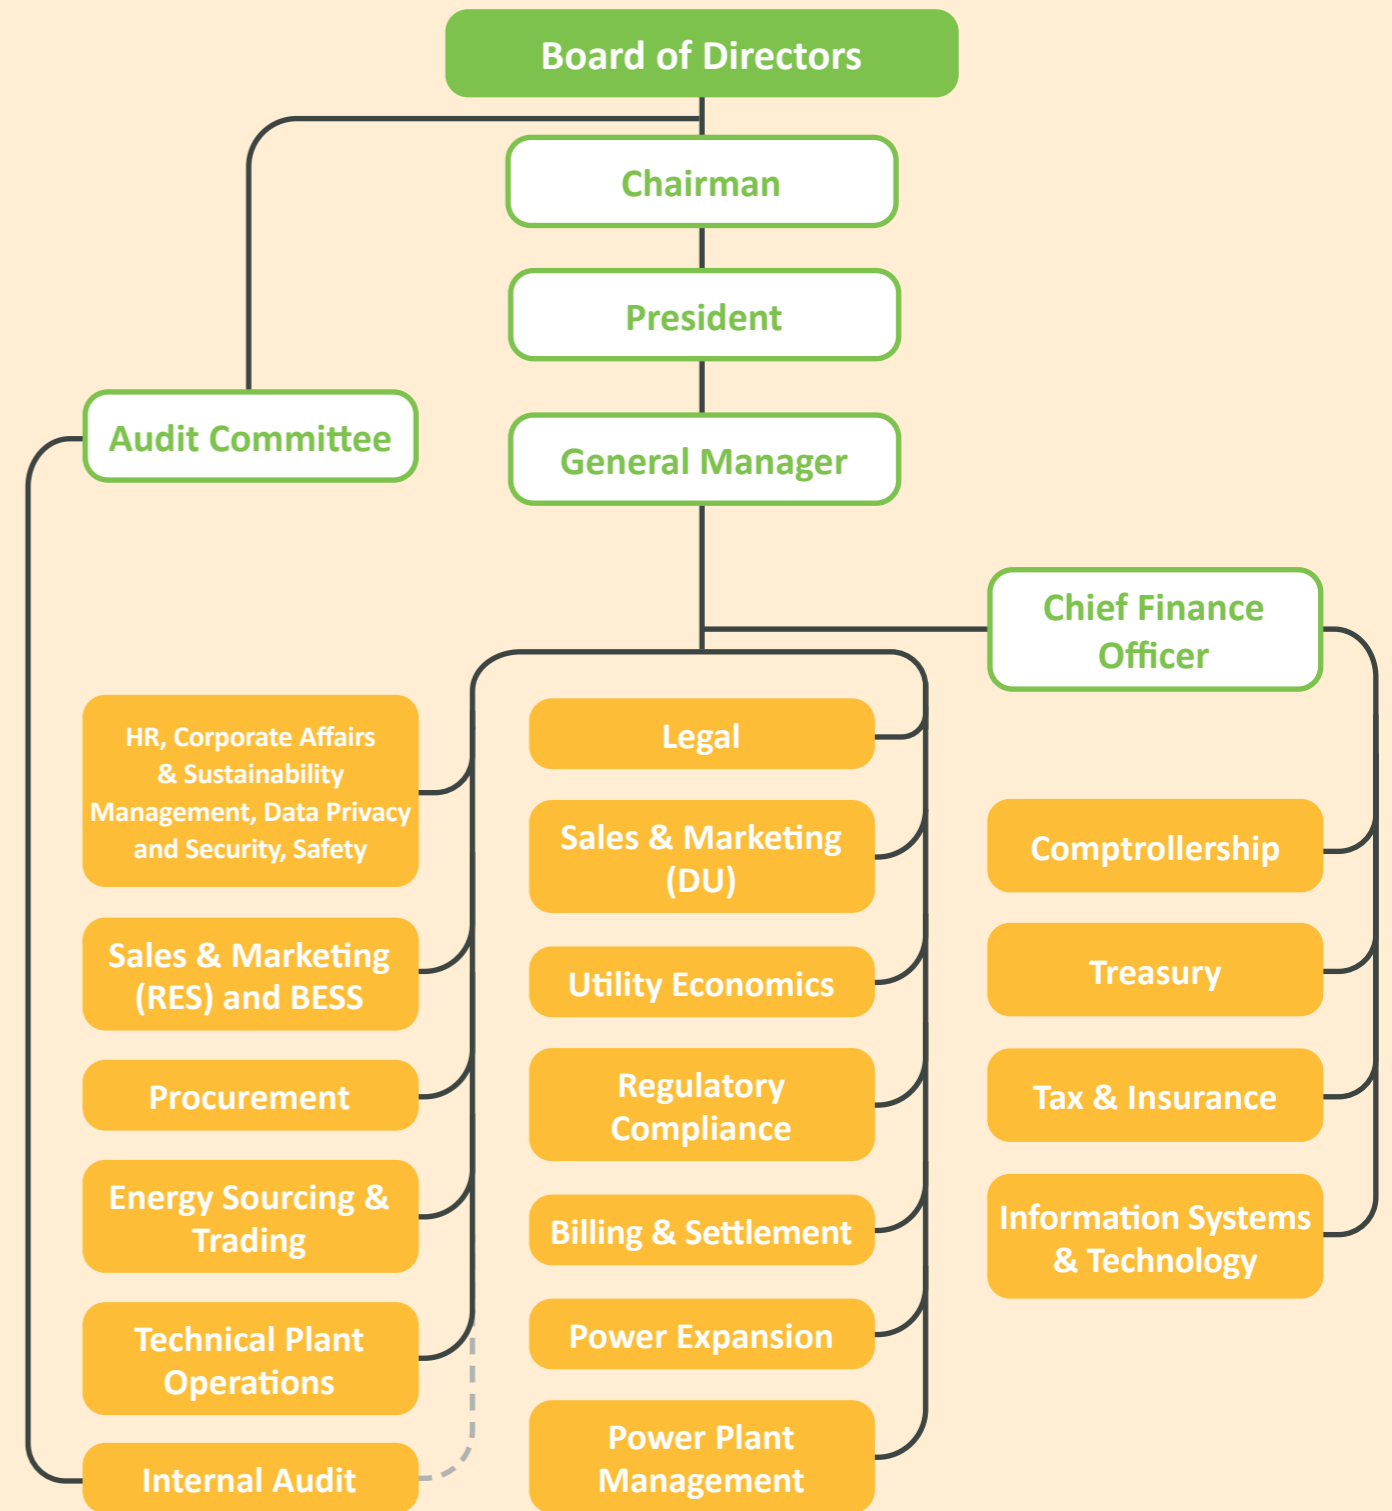 Board of Directors
Chairman
President
Audit Committee
General Manager
Chief Finance
Officer
HR, Corporate Affairs
& Sustainability
Management, Data Privacy
and Security, Safety
Sales & Marketing
(RES) and BESS
Procurement
Energy Sourcing &
Trading
Technical Plant
Operations
Internal Audit
Legal
Sales & Marketing
(DU)
Utility Economics
Regulatory
Compliance
Billing & Settlement
Power Expansion
Power Plant
Management
Comptrollership
Treasury
Tax & Insurance
Information Systems
& Technology